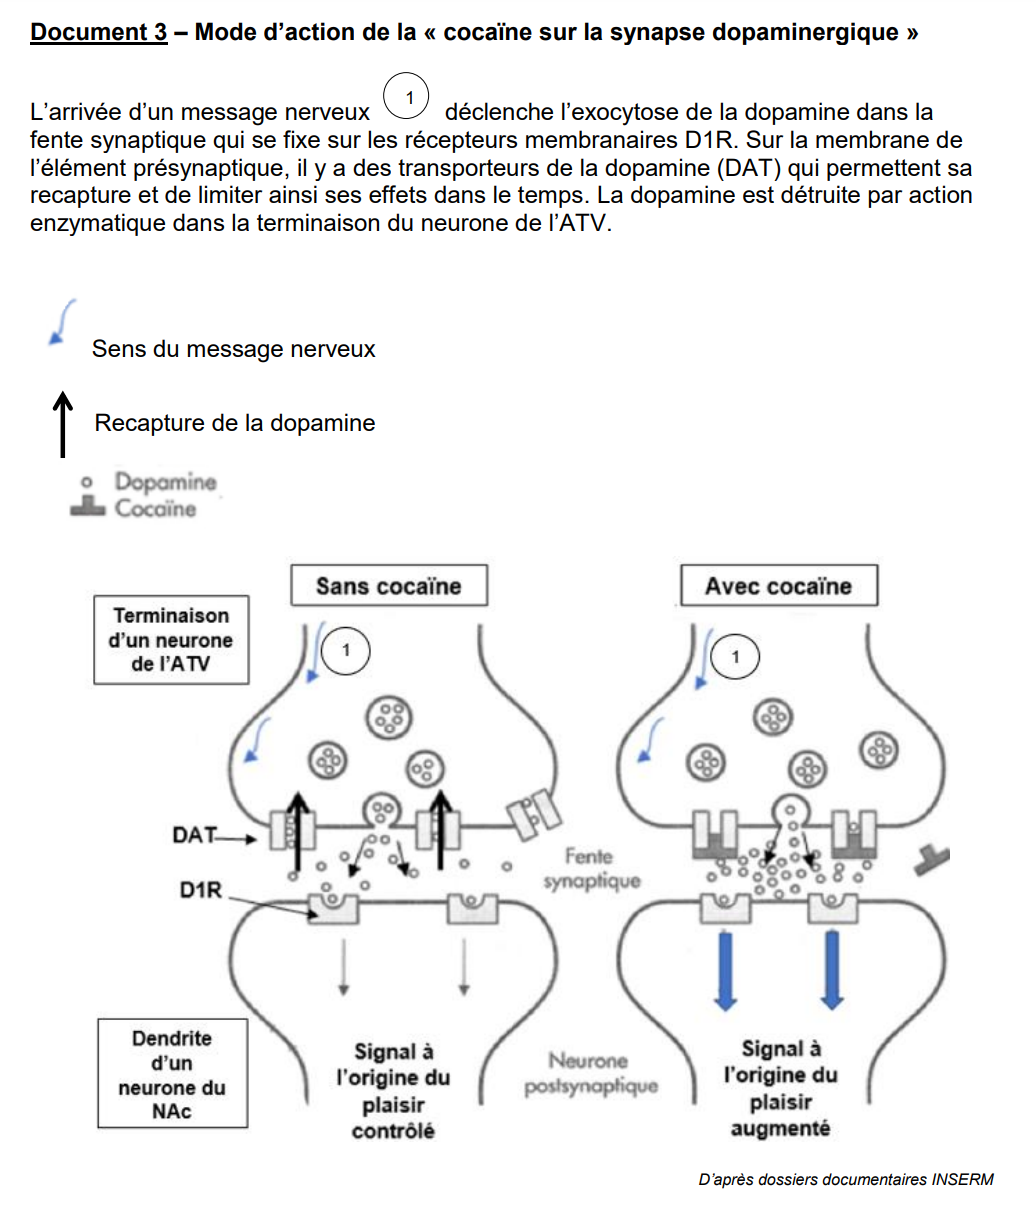 Document 3 – Mode d’action de la « cocaïne sur la synapse dopaminergique »
L’arrivée d’un message nerveux 1 déclenche l’exocytose de la dopamine dans la
fente synaptique qui se fixe sur les récepteurs membranaires D1R. Sur la membrane de
l’élément présynaptique, il y a des transporteurs de la dopamine (DAT) qui permettent sa
recapture et de limiter ainsi ses effets dans le temps. La dopamine est détruite par action
enzymatique dans la terminaison du neurone de l’ATV.
Sens du message nerveux
Recapture de la dopamine
Dopamine
Cocaïne
Sans cocaïne
Avec cocaïne
Terminaison
d’un neurone
de l’ATV
1
1
DAT
D1R
Fente
synaptique
Dendrite
d’un
neurone du
NAc
Signal à
l’origine du
plaisir
contrôlé
Neurone
postsynaptique
Signal à
l’origine du
plaisir
augmenté
D’après dossiers documentaires INSERM